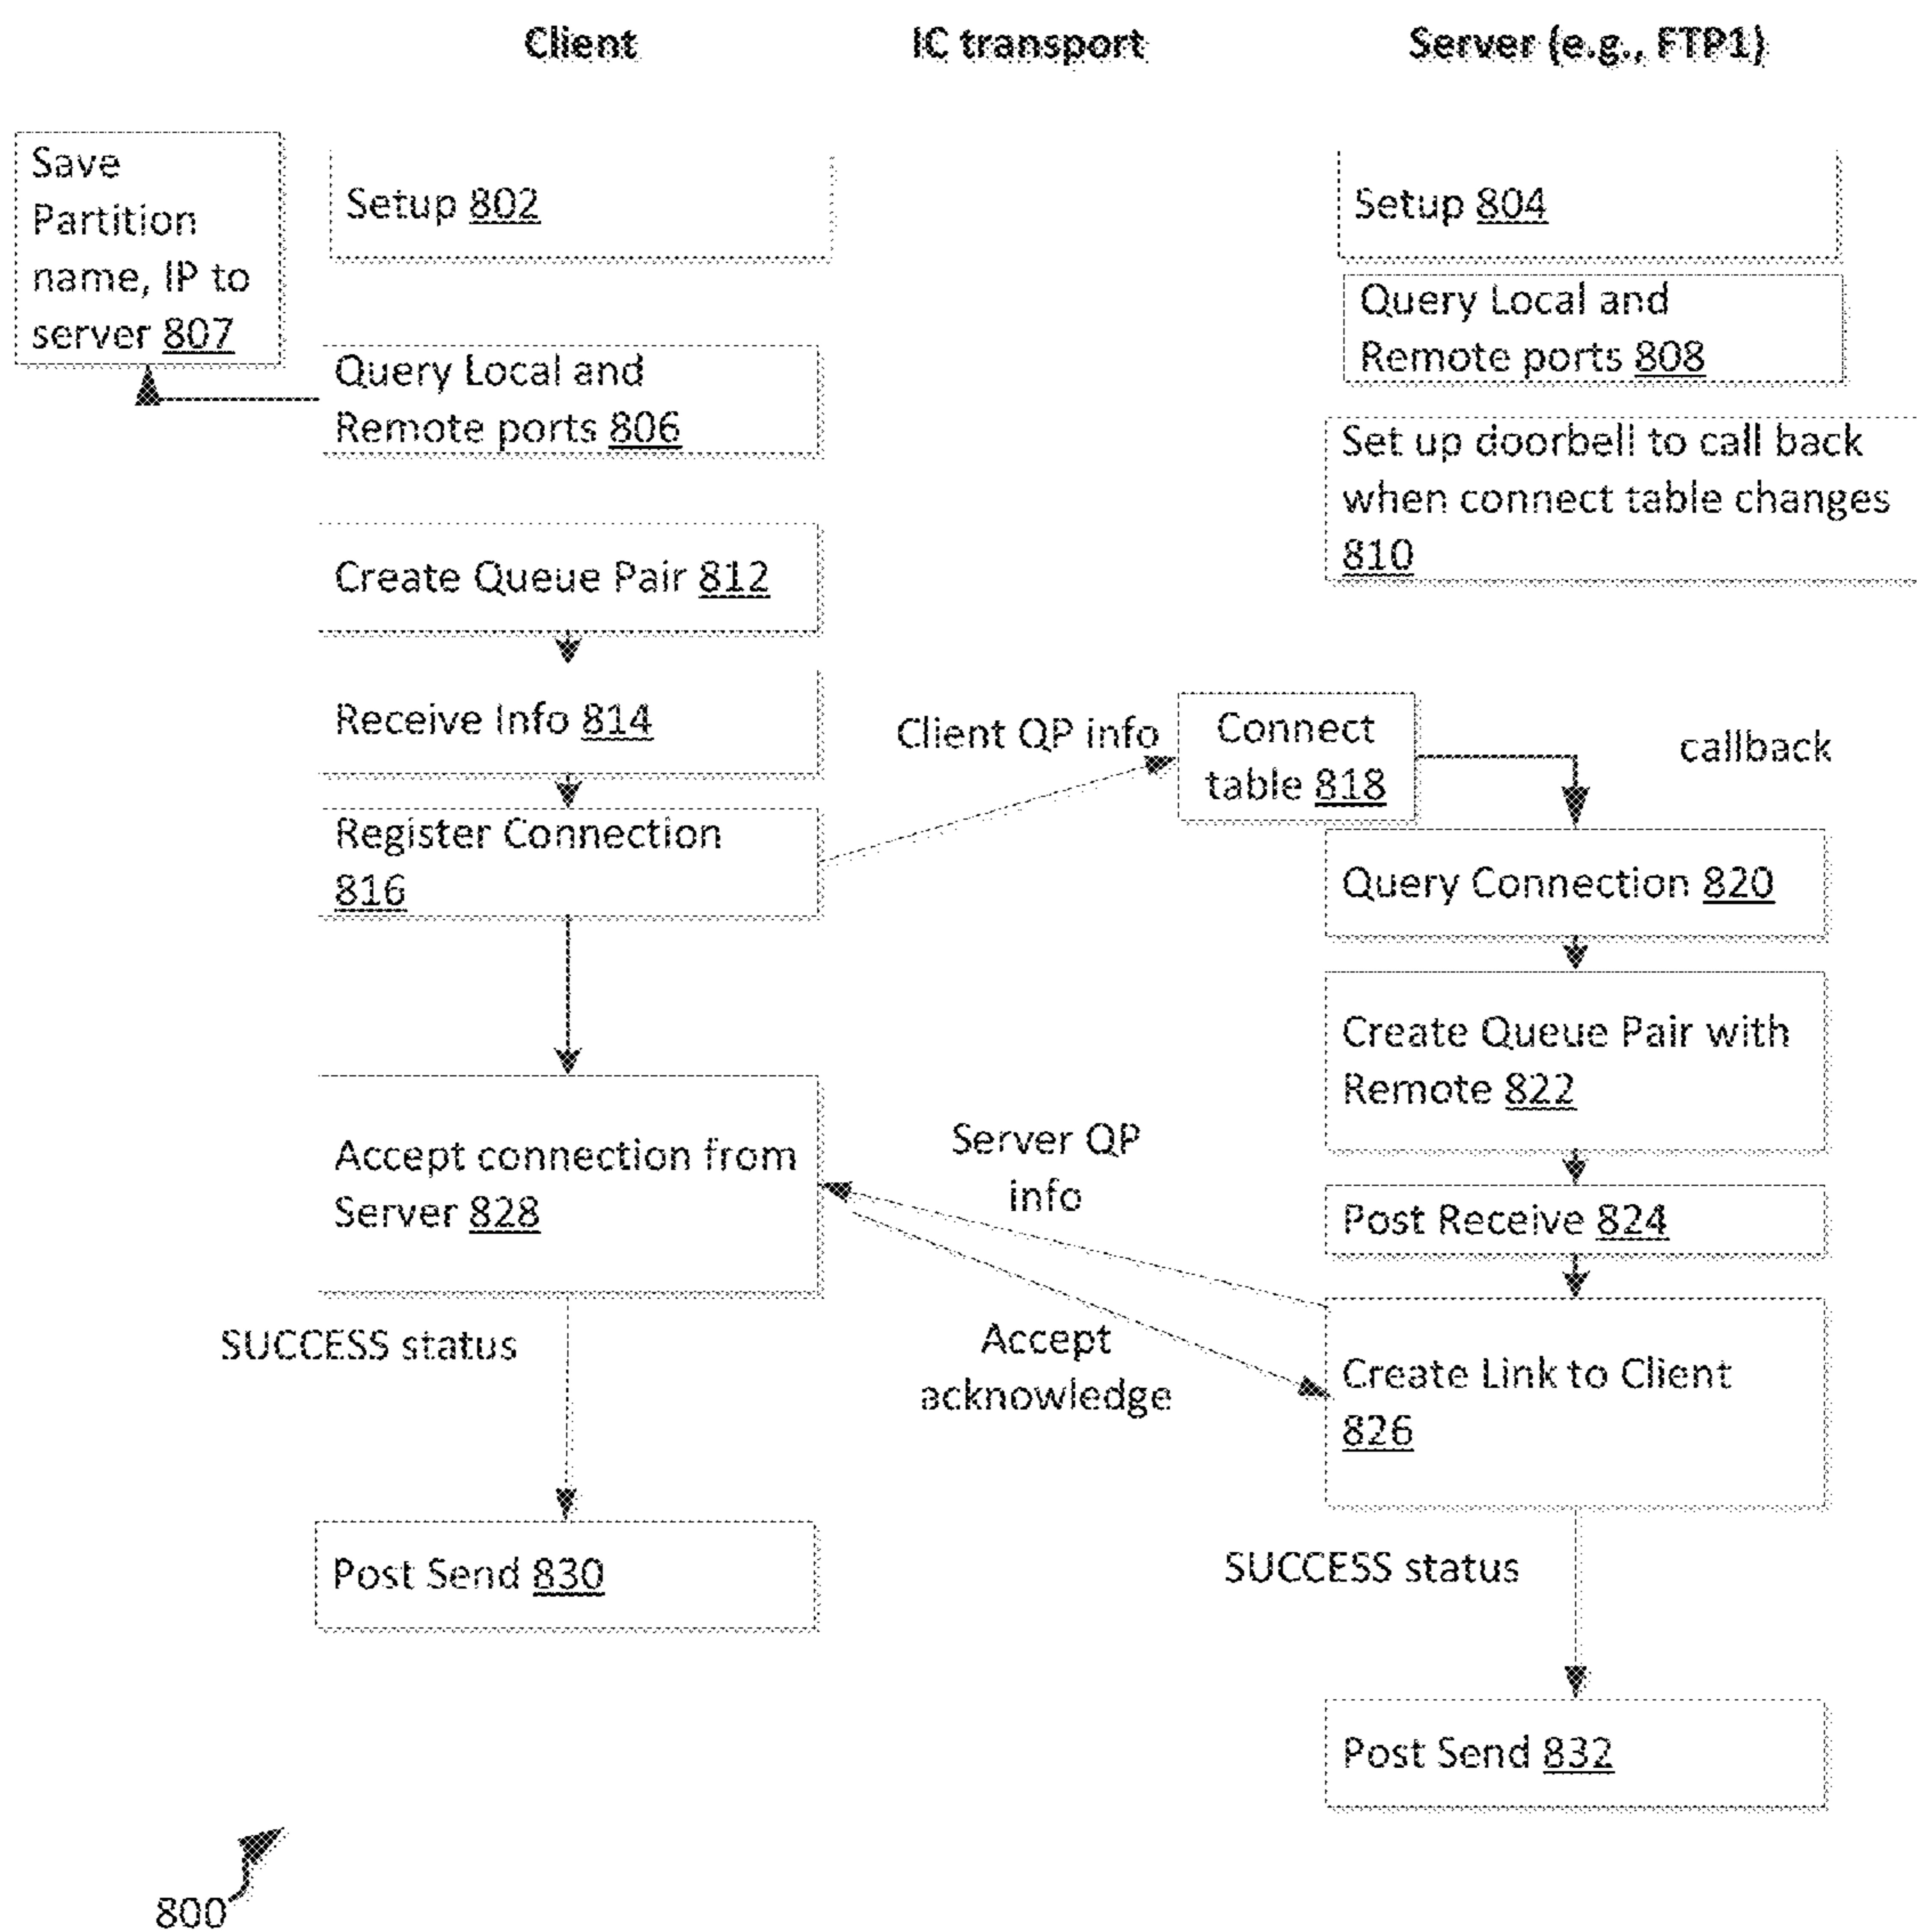 Client
IC transport
Server (e.g., FTP1)
Save
Partition
name, IP to
server 807
Setup 802
Setup 804
Query Local and
Remote ports 808
Query Local and
Remote ports 806
Set up doorbell to call back
when connect table changes
810
Create Queue Pair 812
Receive Info 814
Client QP info
Connect
table 818
callback
Register Connection
816
Query Connection 820
Create Queue Pair with
Remote 822
Accept connection from
Server 828
Server QP
info
Post Receive 824
SUCCESS status
Accept
acknowledge
Create Link to Client
826
Post Send 830
SUCCESS status
Post Send 832
800